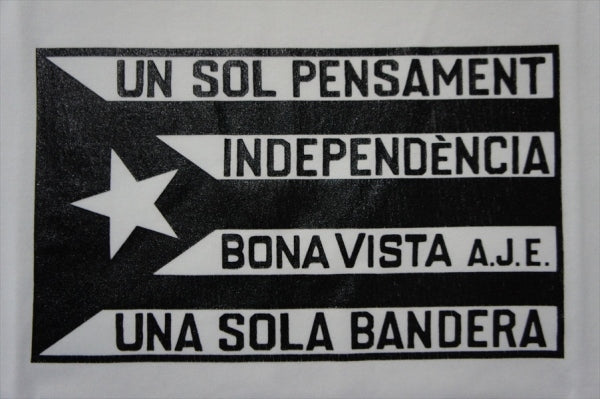 UN SOL PENSAMENT
INDEPENDÈNCIA
BONA VISTA A.J.E.
UNA SOLA BANDERA